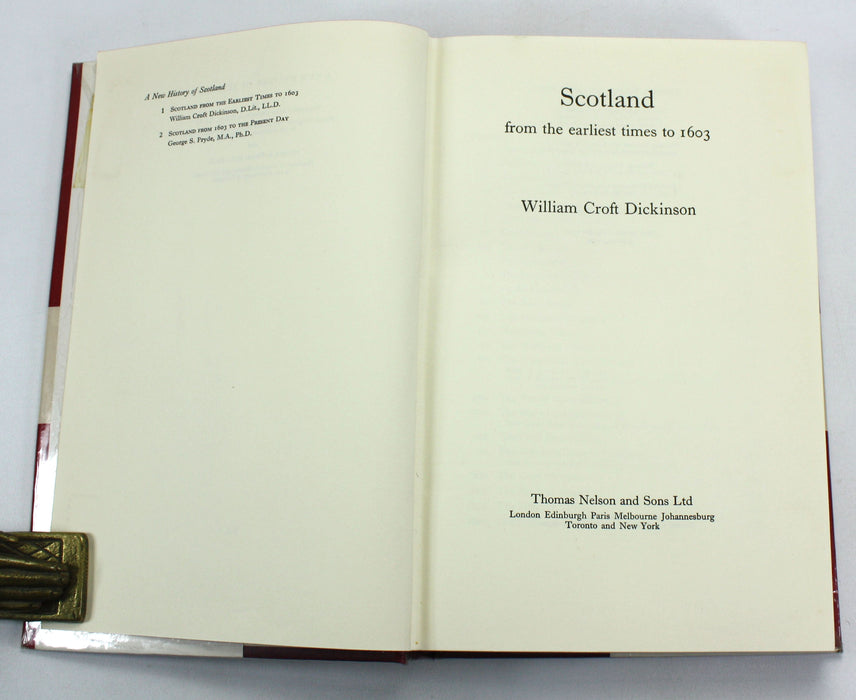 A New History of Scotland
1 SCOTLAND FROM THE EARLIEST TIMES TO 1603
William Croft Dickinson, D.Lit., LL.D.
2 SCOTLAND FROM 1603 TO THE PRESENT DAY
George S. Pryde, M.A., Ph.D.
Scotland
from the earliest times to 1603
William Croft Dickinson
Thomas Nelson and Sons Ltd
London Edinburgh Paris Melbourne Johannesburg
Toronto and New York